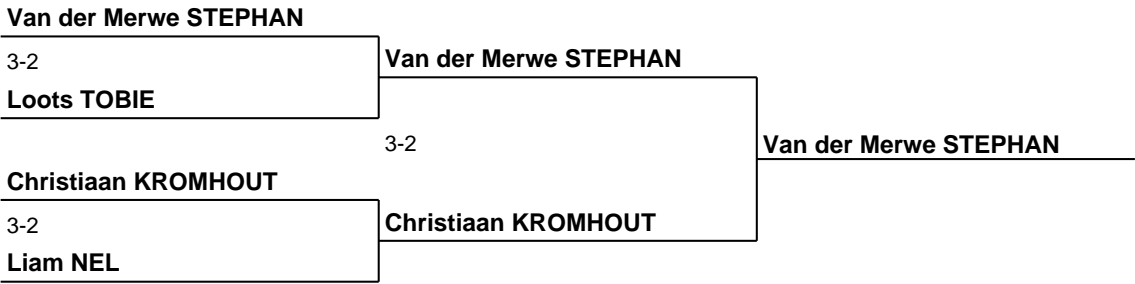 Van der Merwe STEPHAN
3-2
Van der Merwe STEPHAN
Loots TOBIE
3-2
Van der Merwe STEPHAN
Christiaan KROMHOUT
3-2
Christiaan KROMHOUT
Liam NEL